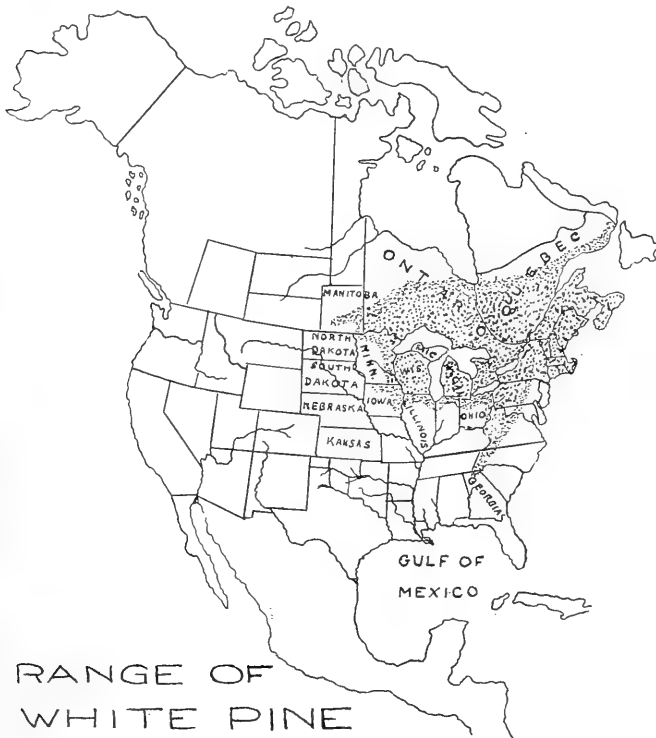 ONTARIO
QUEBEC
MANITOBA
NORTH
DAKOTA
MINN.
SOUTH
DAKOTA
WIS.
IOWA
NEBRASKA
ILLINOIS
OHIO
KANSAS
GEORGIA
GULF OF
MEXICO
RANGE OF
WHITE PINE